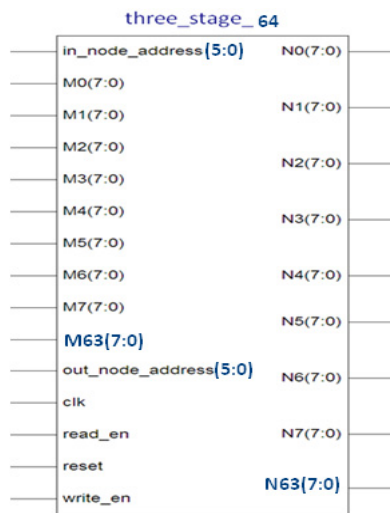 three_stage_ 64
in_node_address(5:0)
M0(7:0)
M1(7:0)
M2(7:0)
M3(7:0)
M4(7:0)
M5(7:0)
M6(7:0)
M7(7:0)
M63(7:0)
out_node_address(5:0)
clk
read_en
reset
write_en
N0(7:0)
N1(7:0)
N2(7:0)
N3(7:0)
N4(7:0)
N5(7:0)
N6(7:0)
N7(7:0)
N63(7:0)